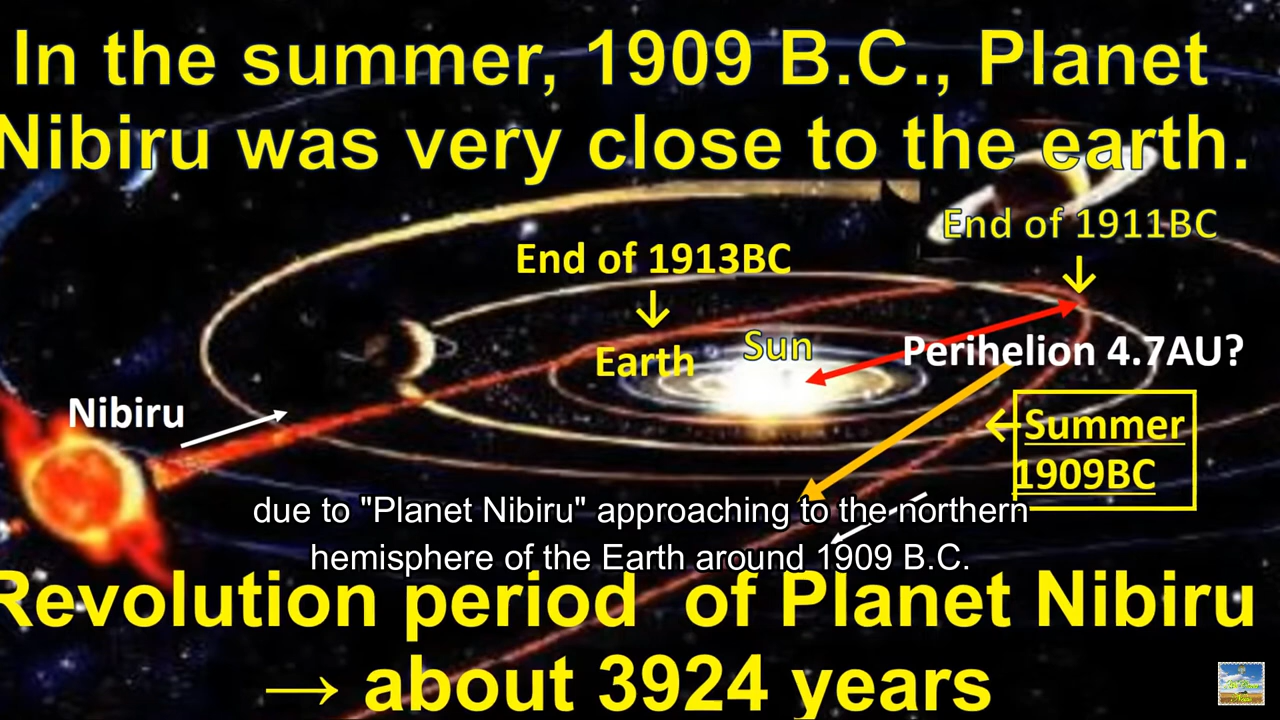 In the summer, 1909 B.C., Planet
Nibiru was very close to the earth.
End of 1911BC
↓
End of 1913BC
↓
Sun
Earth
Perihelion 4.7AU?
Nibiru
←Summer
1909BC
due to "Planet Nibiru" approaching to the northern
hemisphere of the Earth around 1909 B.C.
Revolution period of Planet Nibiru
→ about 3924 years